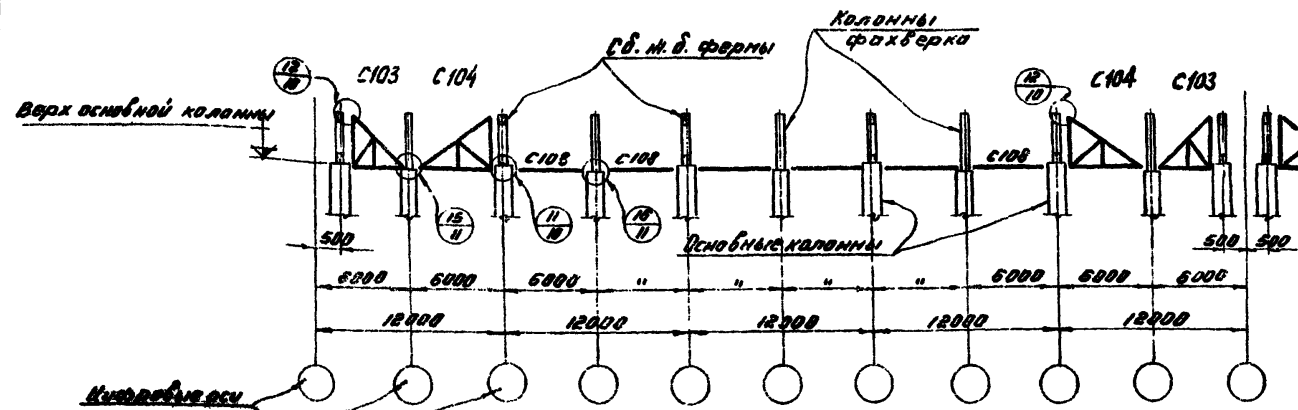 Колонны
фахверка
Сб. ж.б. фермы
12
10
С103 С104
12
10
С104 С103
Верх основной колонны
С108 С108 С108
15
11
11
10
16
11
Основные колонны
500 500 500
6000 6000 6000 " " " " 6000 6000 6000
12000 12000 12000 12000 12000
Цифровые оси